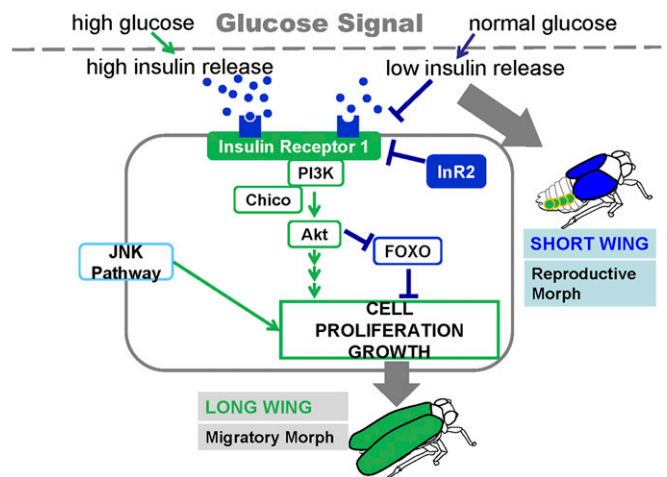 Glucose Signal
high glucose
normal glucose
high insulin release
low insulin release
Insulin Receptor 1
PI3K
InR2
Chico
Akt
FOXO
JNK
Pathway
SHORT WING
Reproductive
Morph
CELL
PROLIFERATION
GROWTH
LONG WING
Migratory Morph